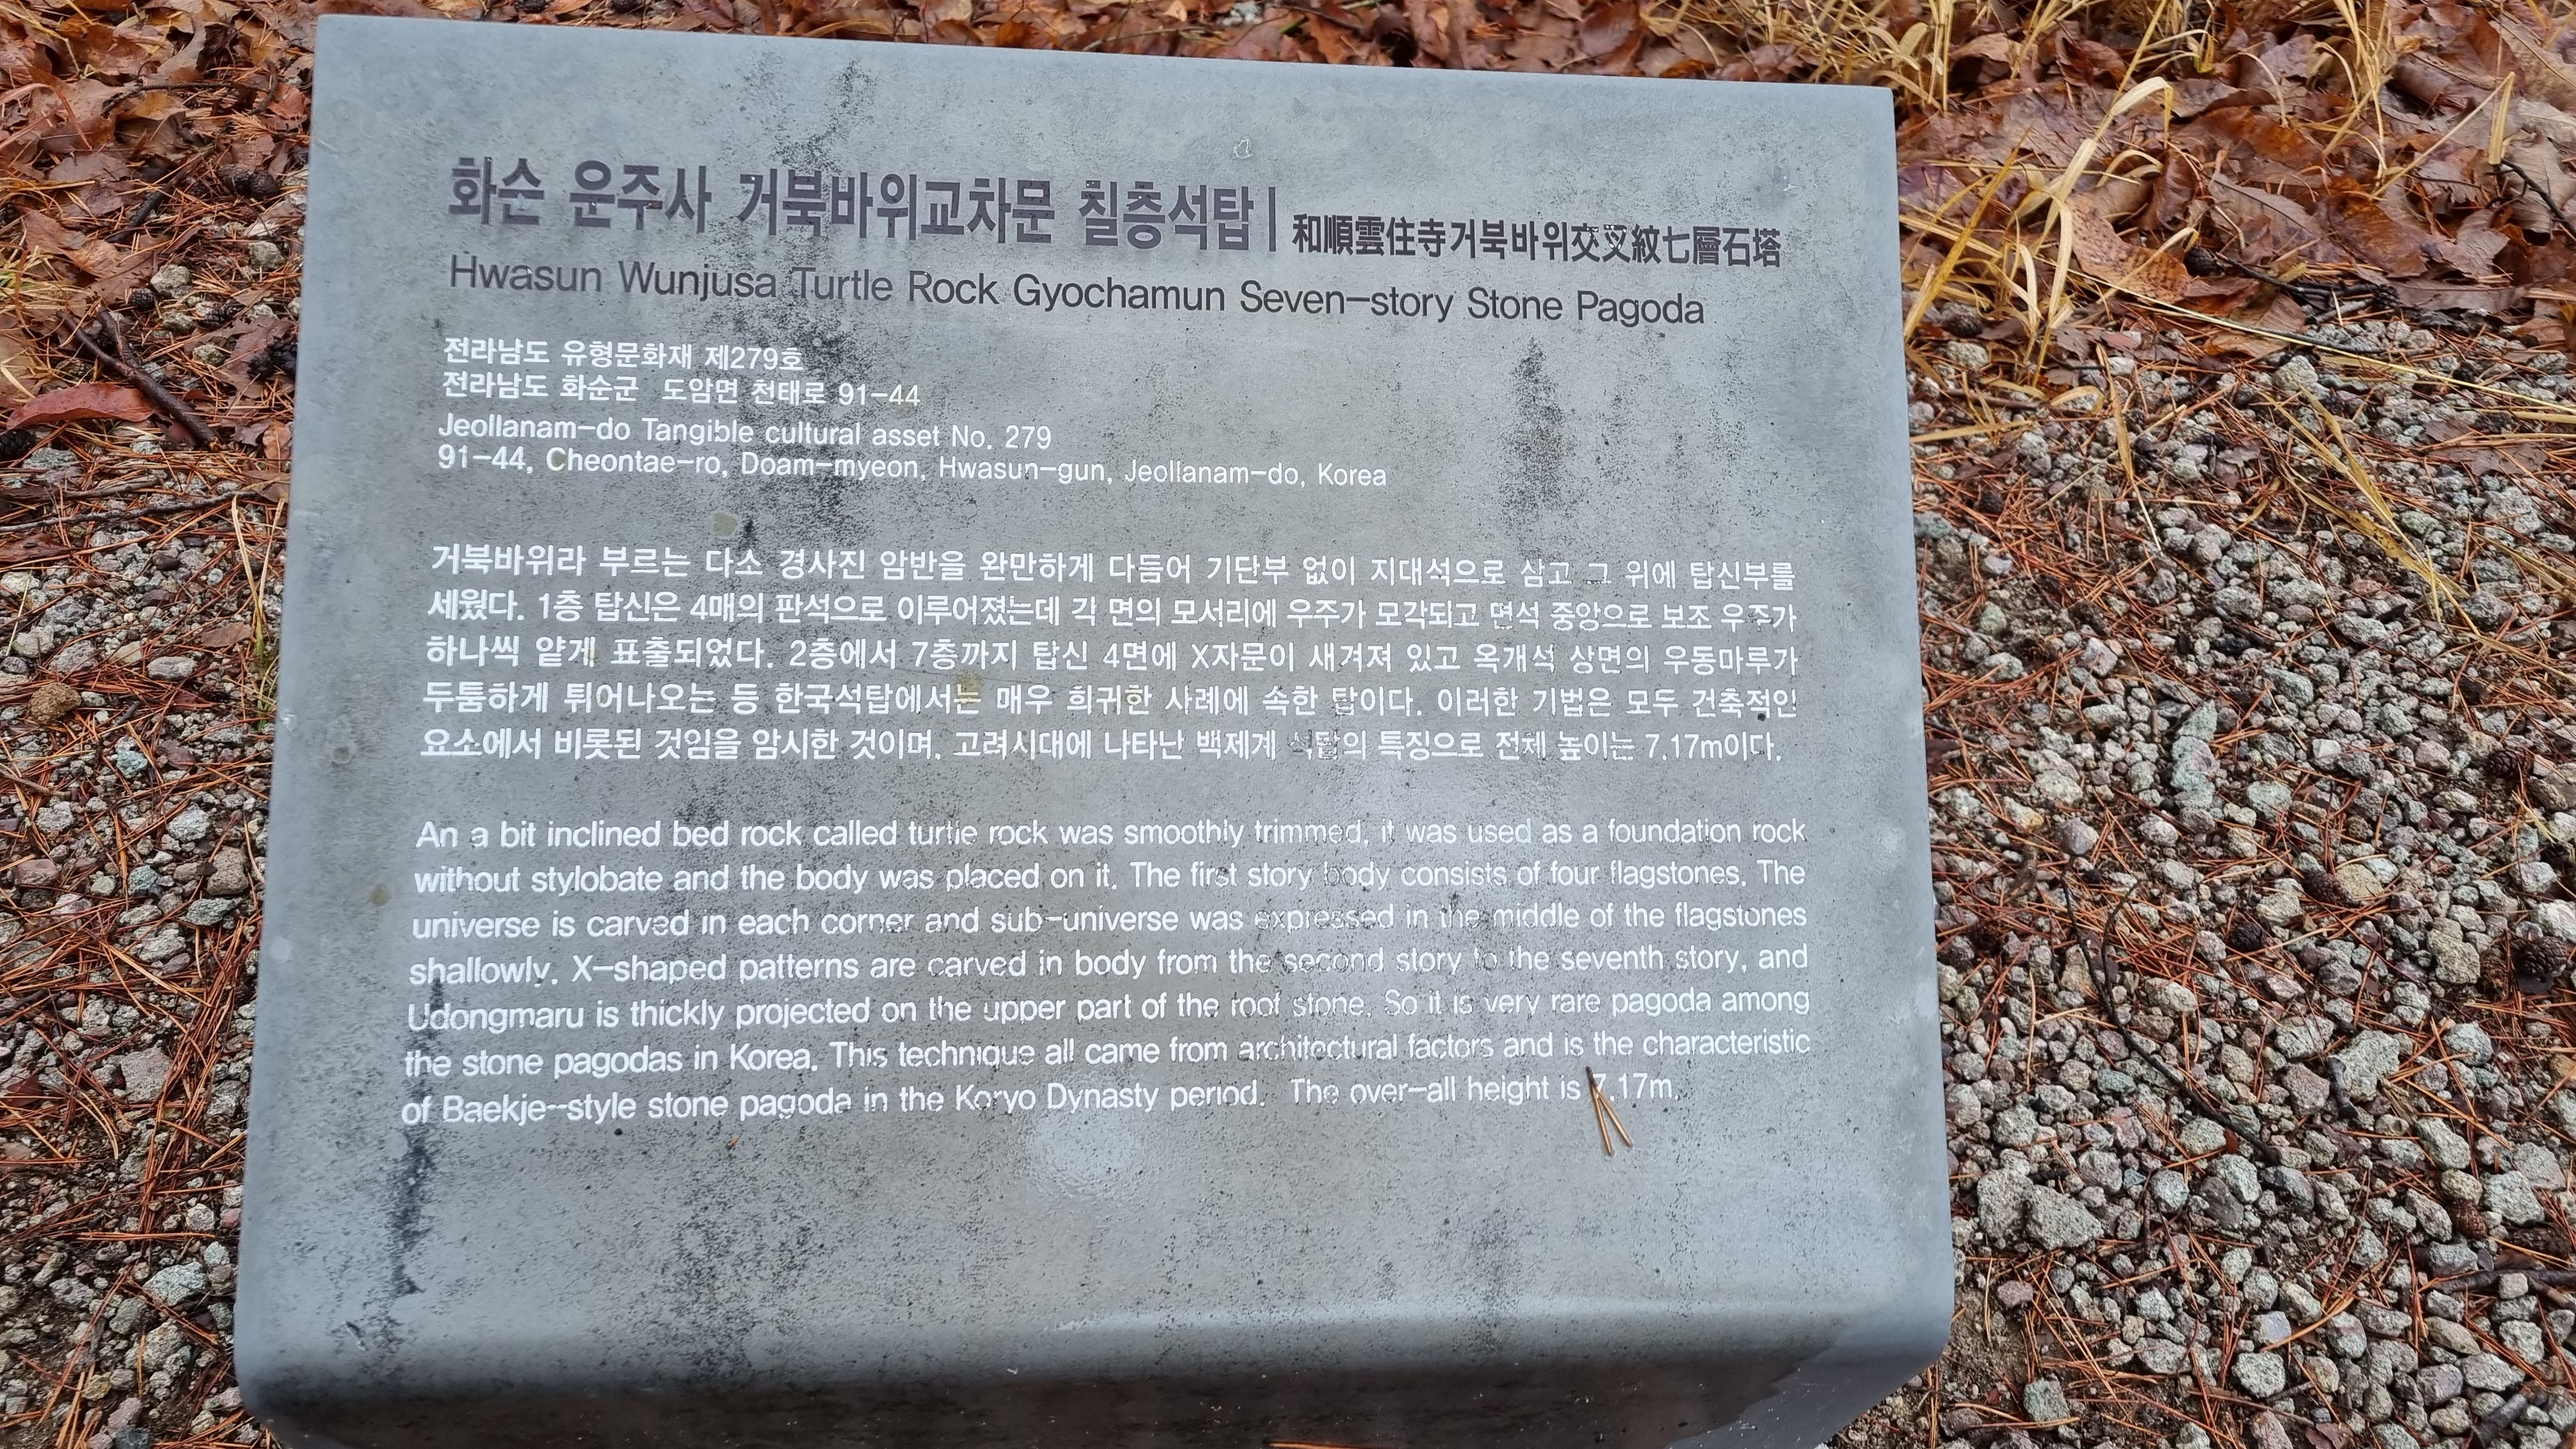 화순 운주사 거북바위교차문 칠층석탑 | 和順雲住寺거북바위交叉紋七層石塔
Hwasun Wunjusa Turtle Rock Gyochamun Seven-story Stone Pagoda
전라남도 유형문화재 제279호
전라남도 화순군 도암면 천태로 91-44
Jeollanam-do Tangible cultural asset No. 279
91-44, Cheontae-ro, Doam-myeon, Hwasun-gun, Jeollanam-do, Korea
거북바위라 부르는 다소 경사진 암반을 완만하게 다듬어 기단부 없이 지대석으로 삼고 그 위에 탑신부를
세웠다. 1층 탑신은 4매의 판석으로 이루어졌는데 각 면의 모서리에 우주가 모각되고 면석 중앙으로 보조 우주가
하나씩 얕게 표출되었다. 2층에서 7층까지 탑신 4면에 X자문이 새겨져 있고 옥개석 상면의 우동마루가
두툼하게 튀어나오는 등 한국석탑에서는 매우 희귀한 사례에 속한 탑이다. 이러한 기법은 모두 건축적인
요소에서 비롯된 것임을 암시한 것이며, 고려시대에 나타난 백제계 석탑의 특징으로 전체 높이는 7.17m이다.
An a bit inclined bed rock called turtle rock was smoothly trimmed, it was used as a foundation rock
without stylobate and the body was placed on it. The first story body consists of four flagstones. The
universe is carved in each corner and sub-universe was expressed in the middle of the flagstones
shallowly. X-shaped patterns are carved in body from the second story to the seventh story, and
Udongmaru is thickly projected on the upper part of the roof stone. So it is very rare pagoda among
the stone pagodas in Korea. This technique all came from architectural factors and is the characteristic
of Baekje-style stone pagoda in the Koryo Dynasty period. The over-all height is 7.17m.